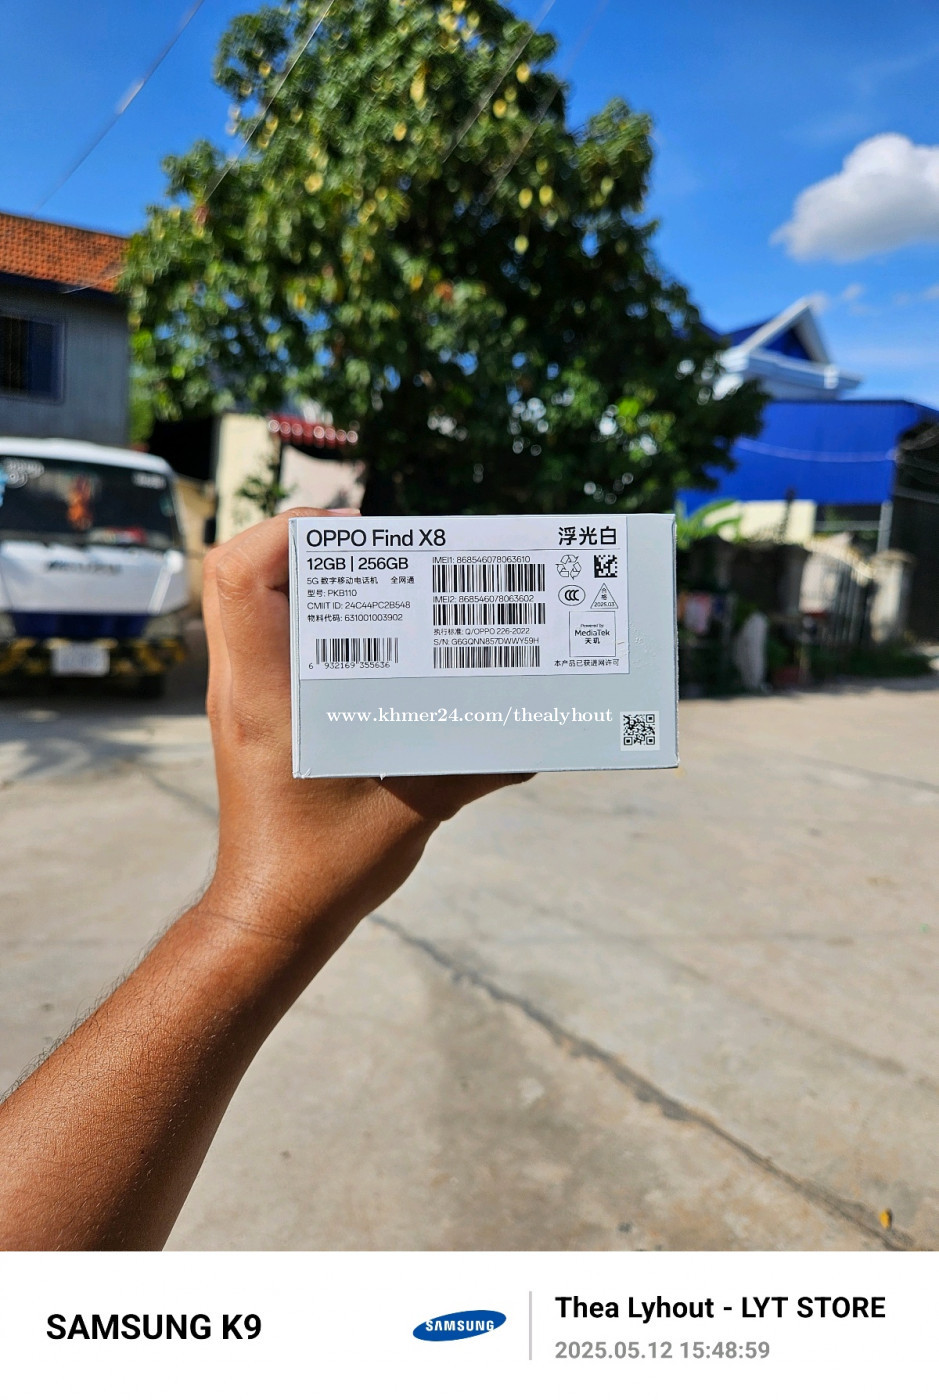 OPPO Find X8
浮光白
12GB | 256GB
5G 数字移动电话机 全网通
型号: PKB110
CMIIT ID: 24C44PC2B548
物料代码: 631001003902
6 932169 355636
IMEI1: 868546078063610
IMEI2: 868546078063602
执行标准: Q/OPPO 226-2022
S/N: G6GQNN857DWWY59H
CCC
合格
2025.03
Powered by
MediaTek
天玑
本产品已获进网许可
www.khmer24.com/thealyhout
SAMSUNG K9
SAMSUNG
Thea Lyhout - LYT STORE
2025.05.12 15:48:59